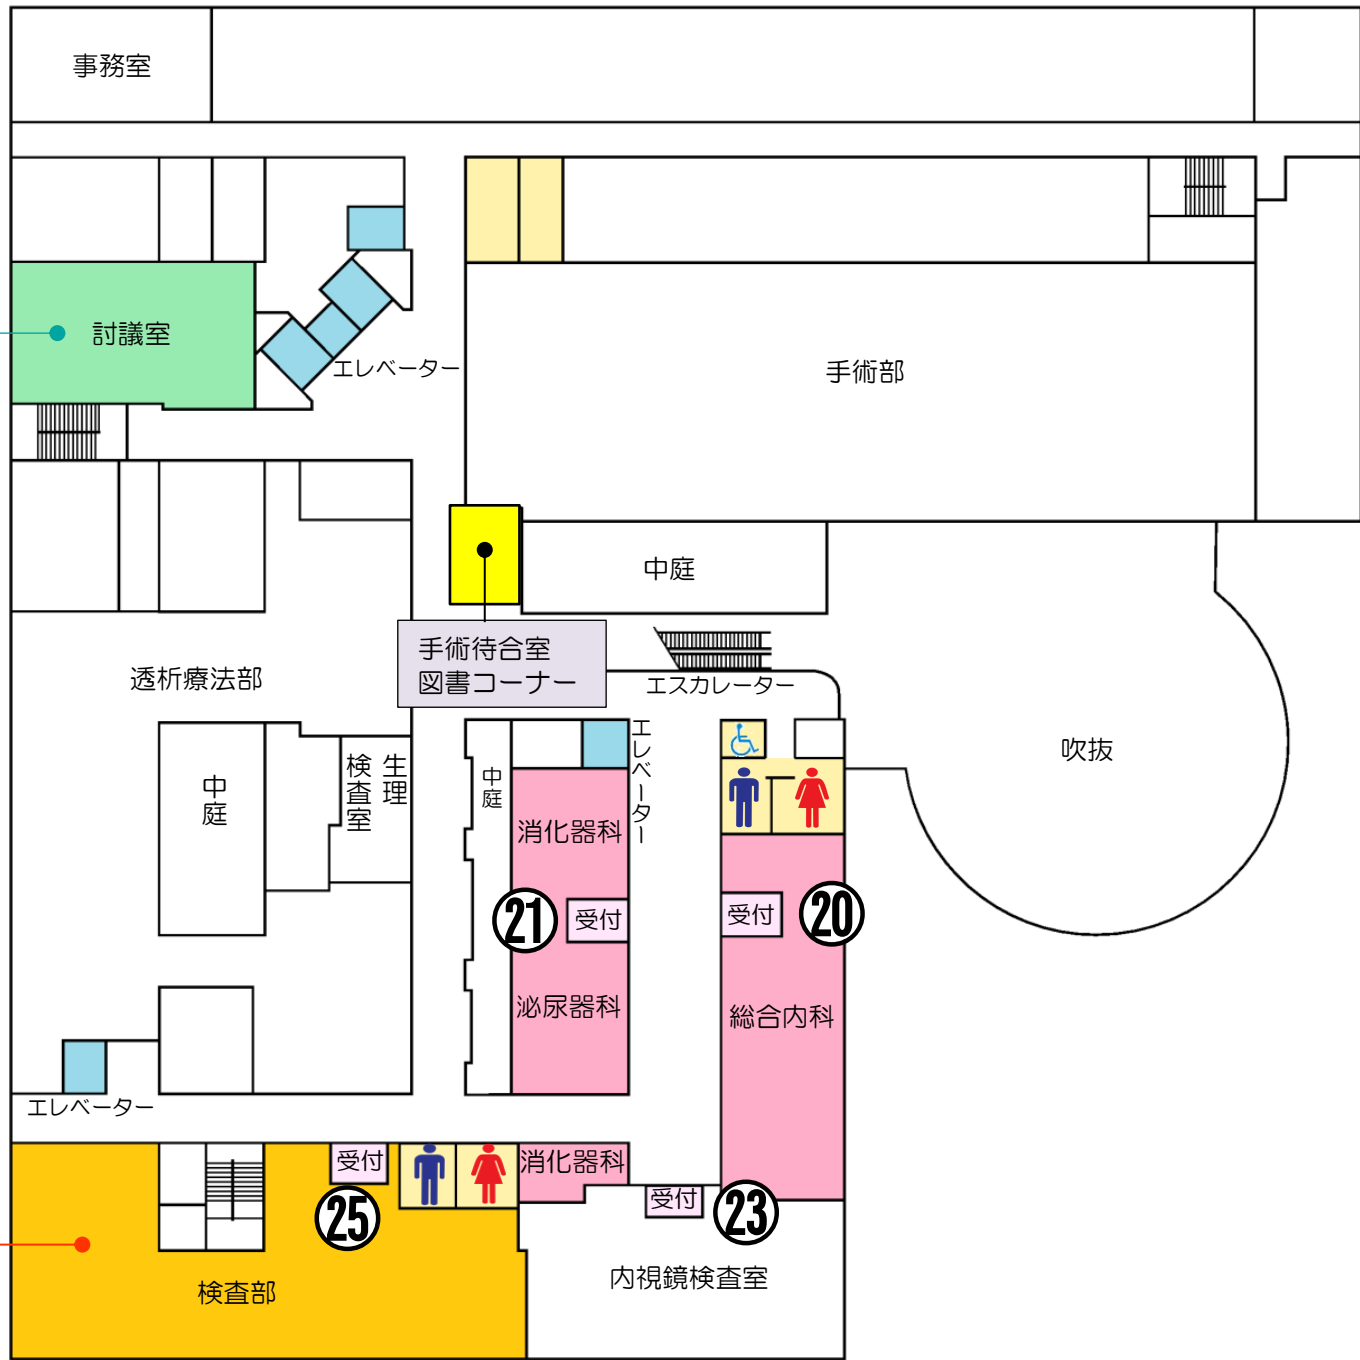 事務室
討議室
エレベーター
手術部
中庭
手術待合室
図書コーナー
エスカレーター
透析療法部
吹抜
中庭
生理
検査室
中庭
エレベーター
消化器科
21
受付
受付
20
泌尿器科
総合内科
エレベーター
受付
消化器科
25
受付
23
内視鏡検査室
検査部